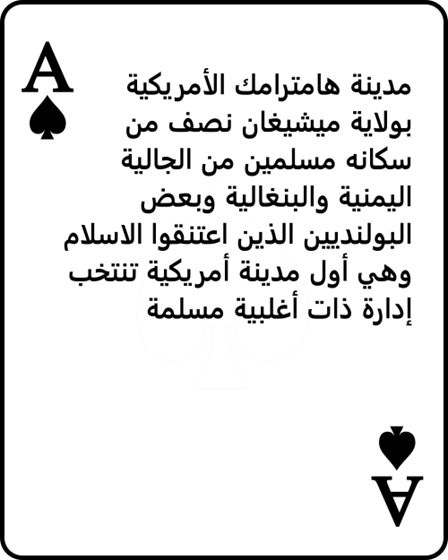 A
مدينة هامترامك الأمريكية
بولاية ميشيغان نصف من
سكانه مسلمين من الجالية
اليمنية والبنغالية وبعض
البولنديين الذين اعتنقوا الاسلام
وهي أول مدينة أمريكية تنتخب
إدارة ذات أغلبية مسلمة
A